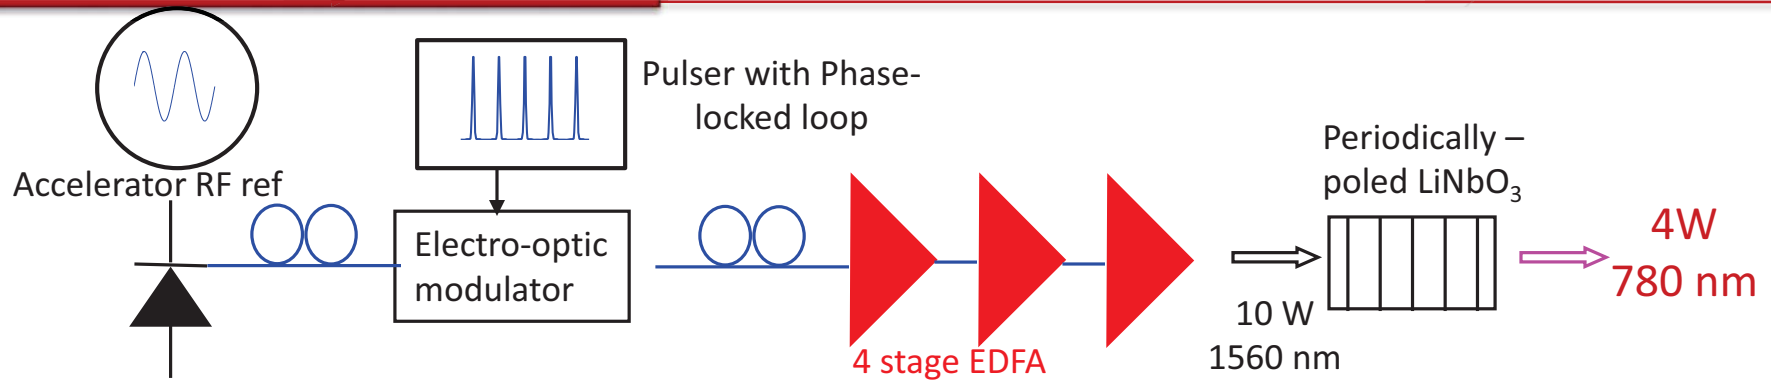 Pulser with Phase-
locked loop
Accelerator RF ref
Electro-optic
modulator
4 stage EDFA
10 W
1560 nm
Periodically –
poled LiNbO₃
4W
780 nm